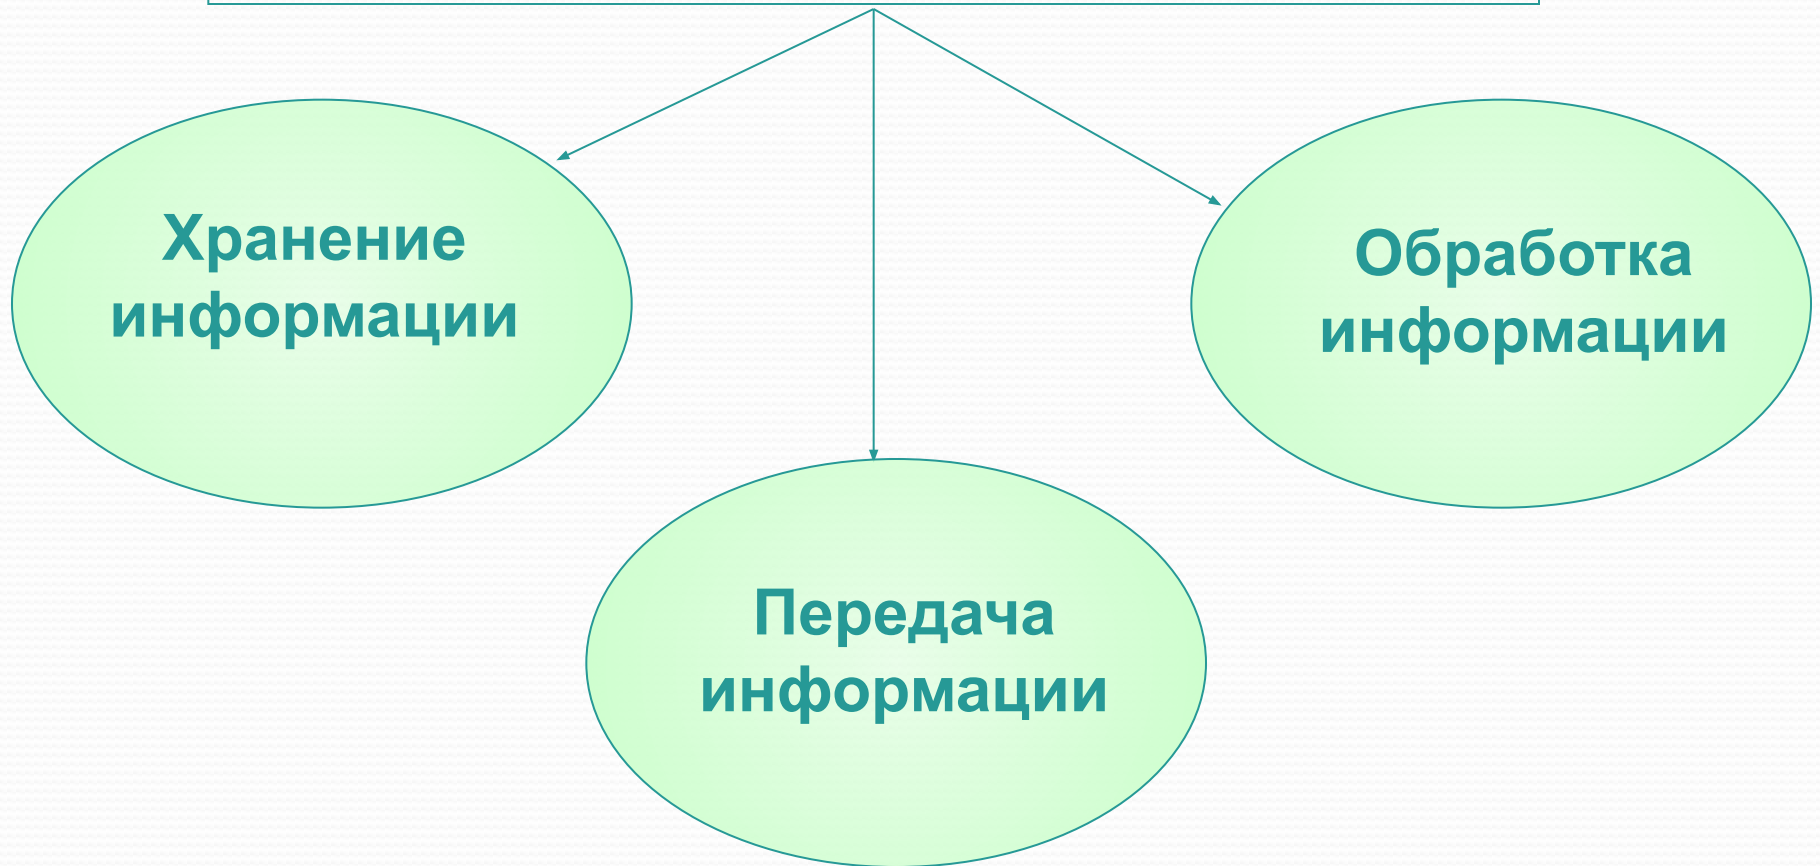 Хранение
информации
Обработка
информации
Передача
информации